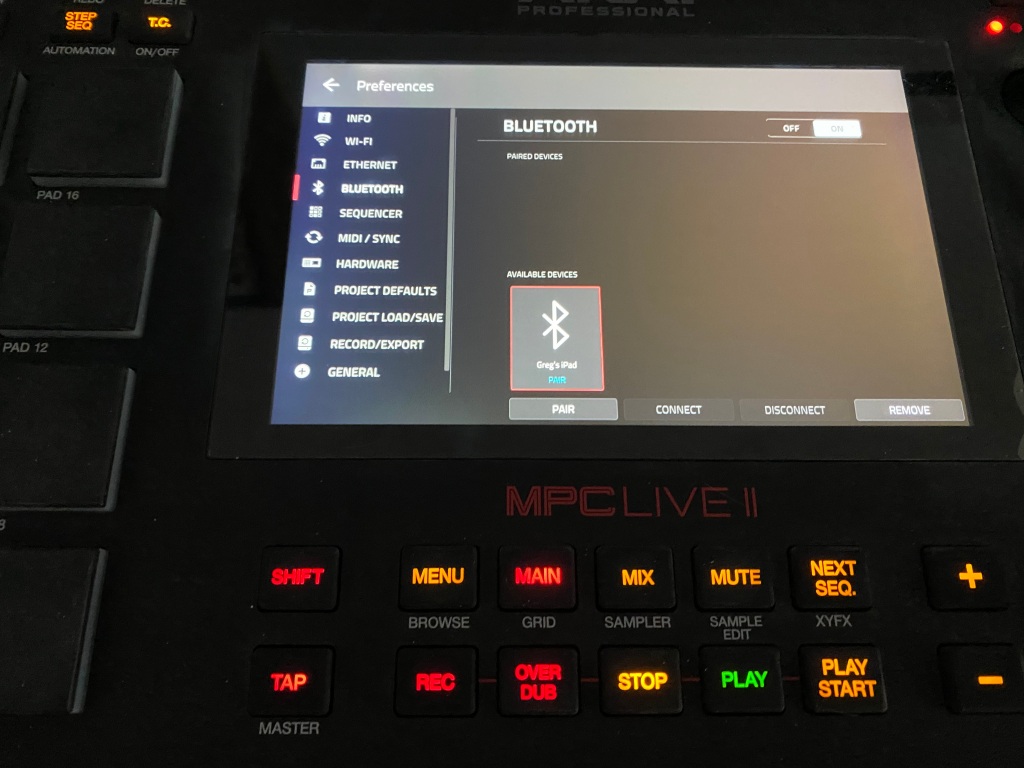 DELETE
PROFESSIONAL
STEP
SEQ
T.C.
AUTOMATION
ON/OFF
PAD 16
PAD 12
8
← Preferences
INFO
WI-FI
ETHERNET
BLUETOOTH
SEQUENCER
MIDI / SYNC
HARDWARE
PROJECT DEFAULTS
PROJECT LOAD/SAVE
RECORD/EXPORT
GENERAL
BLUETOOTH
OFF
ON
PAIRED DEVICES
AVAILABLE DEVICES
Greg's iPad
PAIR
PAIR
CONNECT
DISCONNECT
REMOVE
MPC LIVE II
SHIFT
MENU
MAIN
MIX
MUTE
NEXT
SEQ.
+
BROWSE
GRID
SAMPLER
SAMPLE
EDIT
XYFX
TAP
REC
OVER
DUB
STOP
PLAY
PLAY
START
−
MASTER